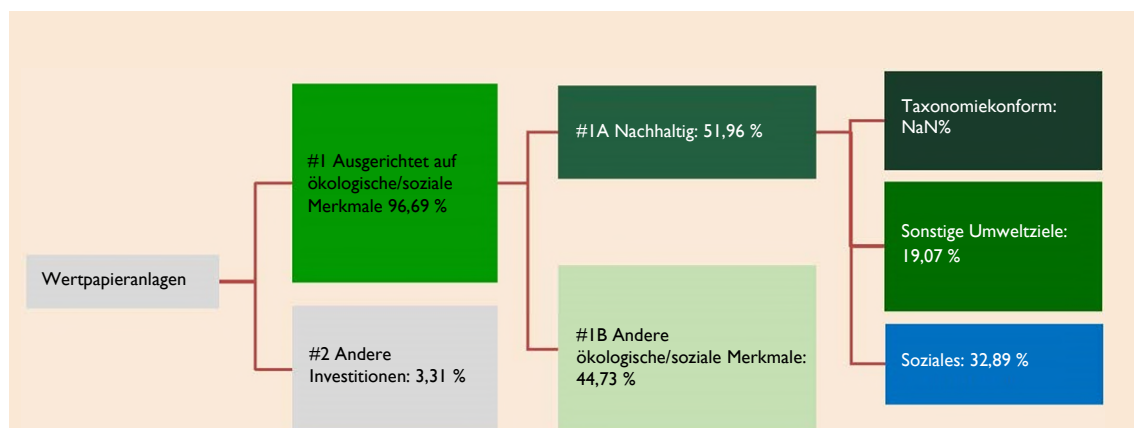 Wertpapieranlagen
#1 Ausgerichtet auf
ökologische/soziale
Merkmale 96,69 %
#2 Andere
Investitionen: 3,31 %
#1A Nachhaltig: 51,96 %
#1B Andere
ökologische/soziale Merkmale:
44,73 %
Taxonomiekonform:
NaN%
Sonstige Umweltziele:
19,07 %
Soziales: 32,89 %